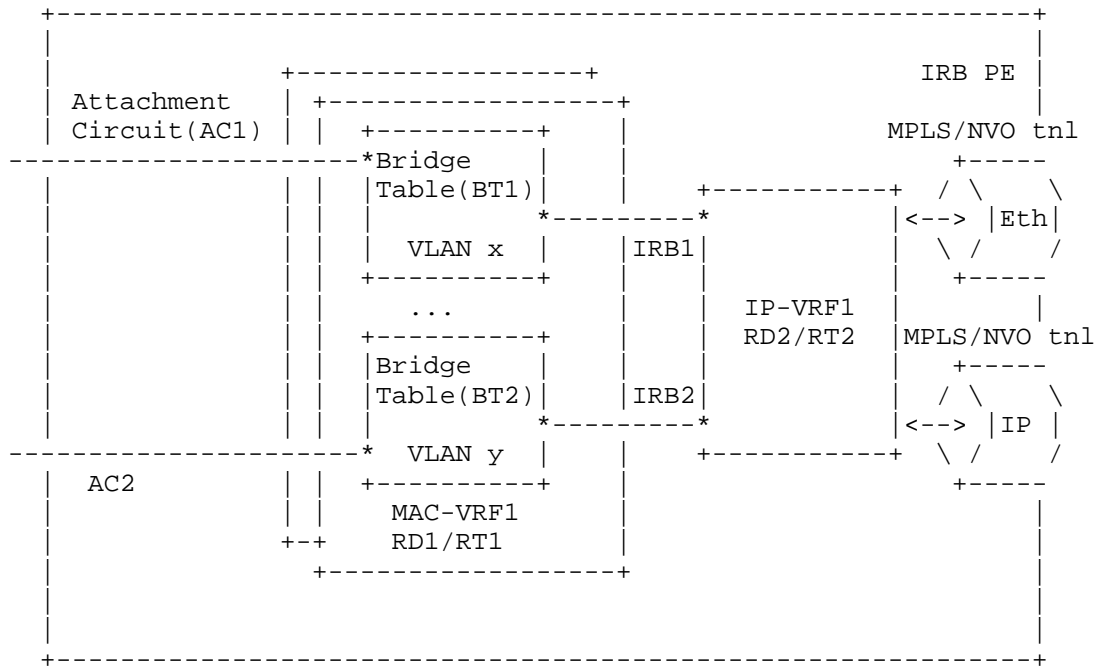 IRB PE
Attachment
Circuit(AC1) MPLS/NVO tnl
Bridge
Table(BT1)
Eth
VLAN x IRB1
... IP-VRF1
RD2/RT2 MPLS/NVO tnl
Bridge
Table(BT2) IRB2
IP
VLAN y
AC2
MAC-VRF1
RD1/RT1